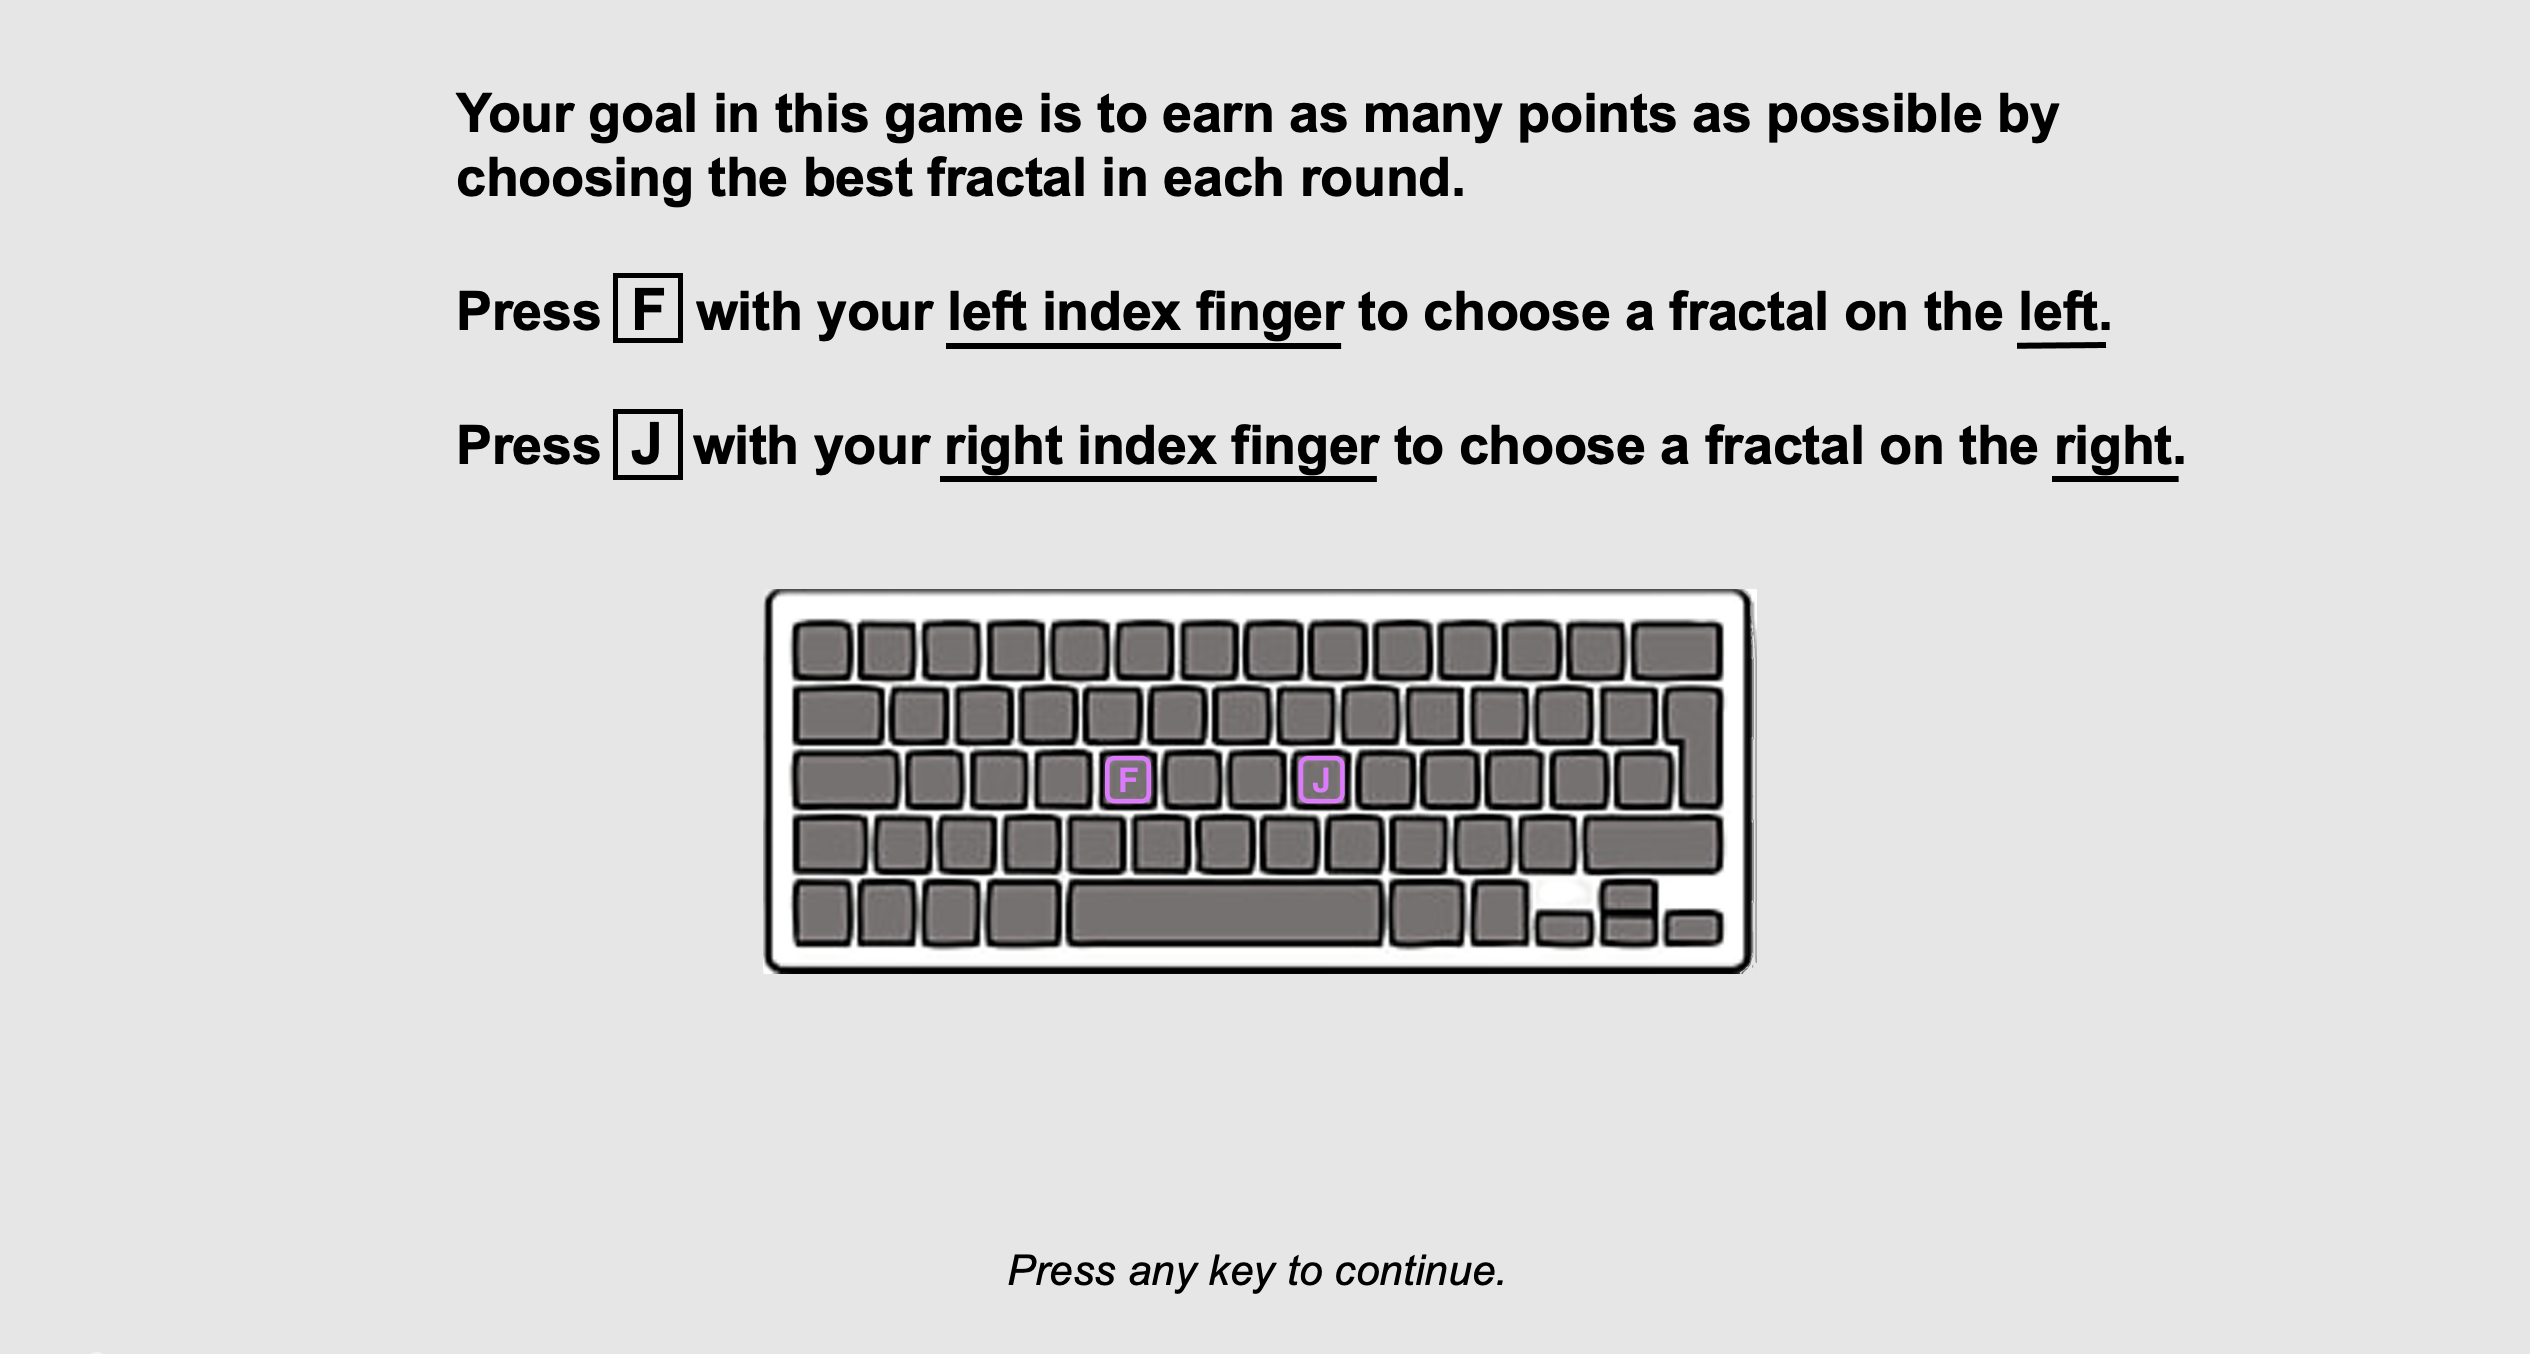 Your goal in this game is to earn as many points as possible by
choosing the best fractal in each round.
Press F with your left index finger to choose a fractal on the left.
Press J with your right index finger to choose a fractal on the right.
F J
Press any key to continue.